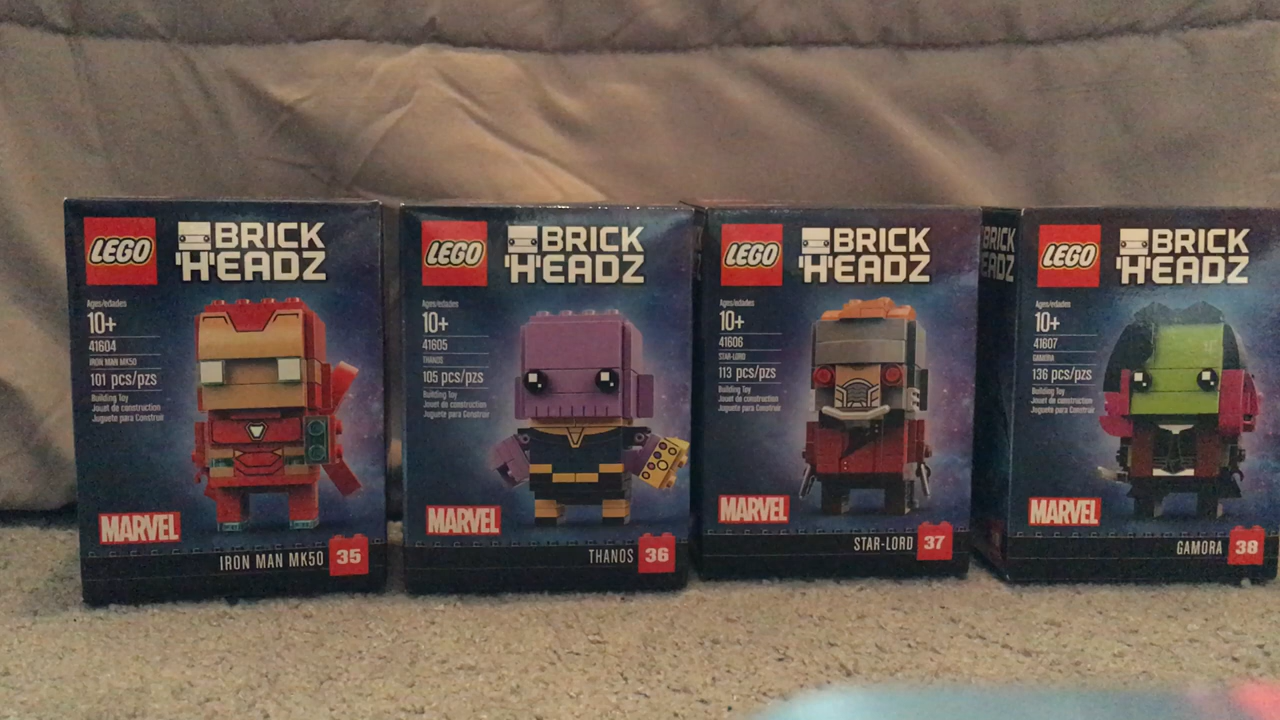 LEGO
BRICK
HEADZ
Ages/edades
10+
41604
IRON MAN MK50
101 pcs/pzs
Building Toy
Jouet de construction
Juguete para Construir
MARVEL
IRON MAN MK50 35
LEGO
BRICK
HEADZ
Ages/edades
10+
41605
THANOS
105 pcs/pzs
Building Toy
Jouet de construction
Juguete para Construir
MARVEL
THANOS 36
LEGO
BRICK
HEADZ
Ages/edades
10+
41606
STAR-LORD
113 pcs/pzs
Building Toy
Jouet de construction
Juguete para Construir
MARVEL
STAR-LORD 37
BRICK
HEADZ
LEGO
BRICK
HEADZ
Ages/edades
10+
41607
GAMORA
136 pcs/pzs
Building Toy
Jouet de construction
Juguete para Construir
MARVEL
GAMORA 38